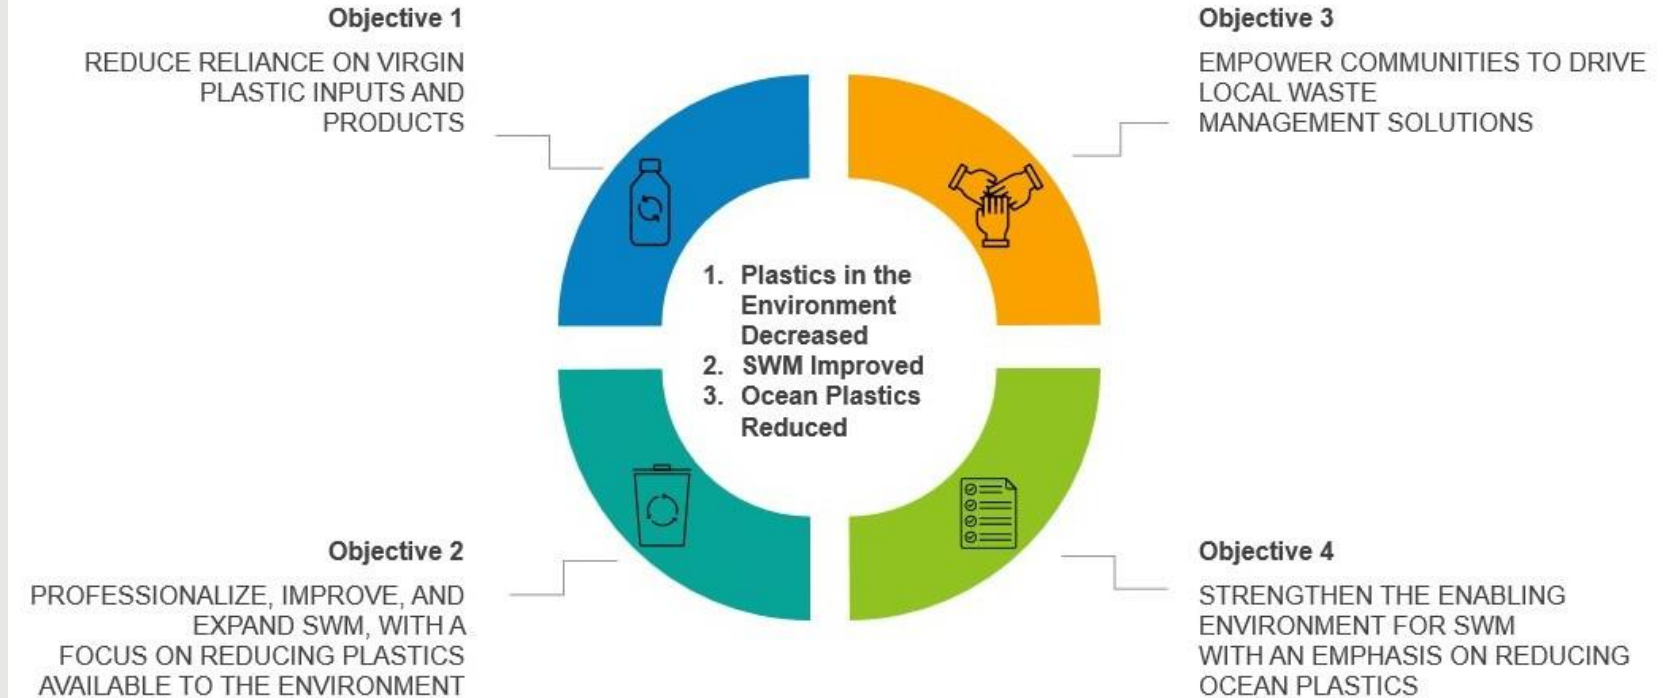 Objective 1
REDUCE RELIANCE ON VIRGIN
PLASTIC INPUTS AND
PRODUCTS
Objective 3
EMPOWER COMMUNITIES TO DRIVE
LOCAL WASTE
MANAGEMENT SOLUTIONS
1. Plastics in the
Environment
Decreased
2. SWM Improved
3. Ocean Plastics
Reduced
Objective 2
PROFESSIONALIZE, IMPROVE, AND
EXPAND SWM, WITH A
FOCUS ON REDUCING PLASTICS
AVAILABLE TO THE ENVIRONMENT
Objective 4
STRENGTHEN THE ENABLING
ENVIRONMENT FOR SWM
WITH AN EMPHASIS ON REDUCING
OCEAN PLASTICS